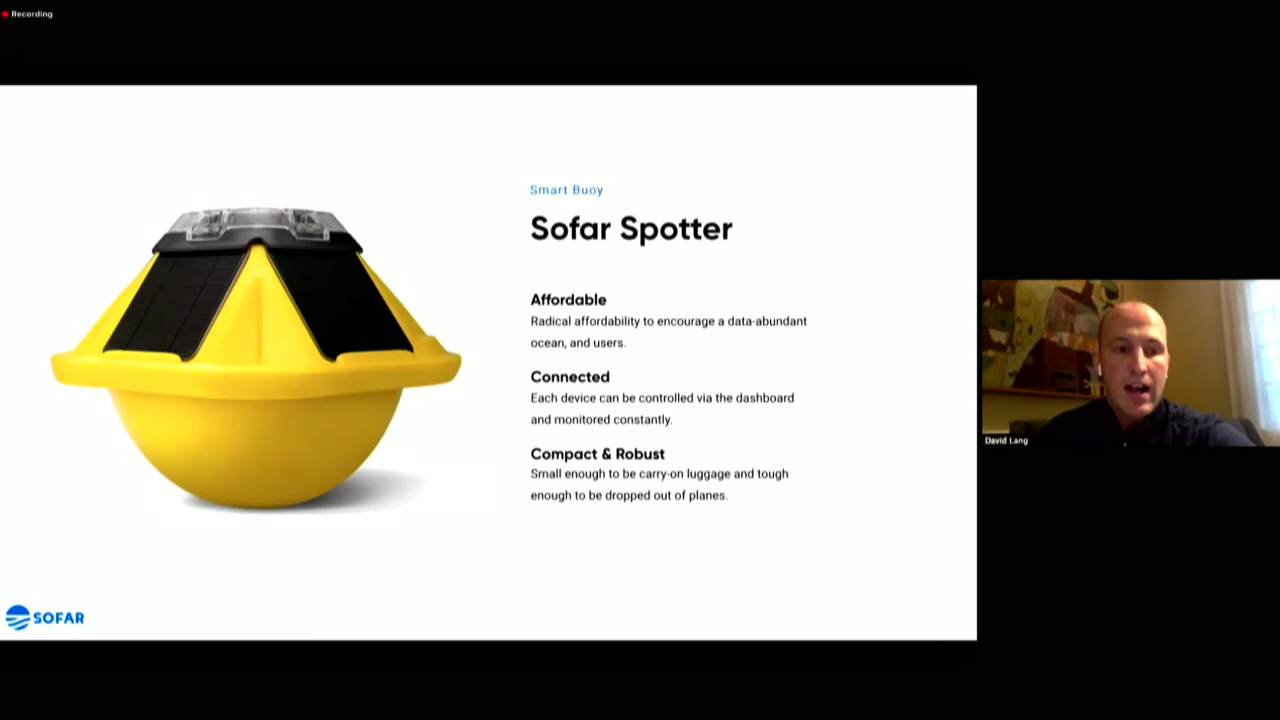 Recording
Smart Buoy
Sofar Spotter
Affordable
Radical affordability to encourage a data-abundant
ocean, and users.
Connected
Each device can be controlled via the dashboard
and monitored constantly.
Compact & Robust
Small enough to be carry-on luggage and tough
enough to be dropped out of planes.
David Lang
SOFAR